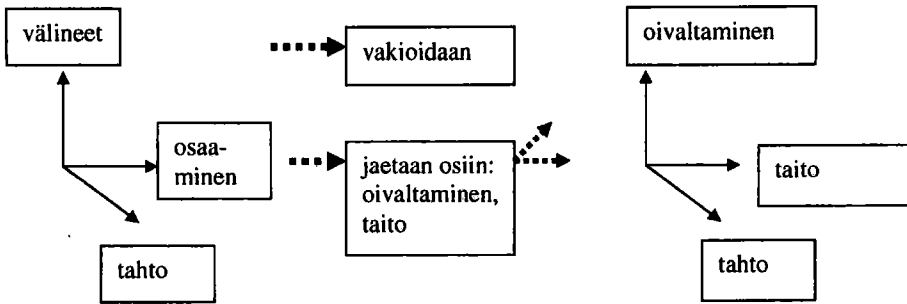 välineet
vakioidaan
oivaltaminen
osaa-
minen
jaetaan osiin:
oivaltaminen,
taito
taito
tahto
tahto